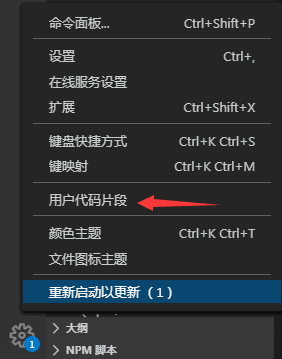 命令面板... Ctrl+Shift+P
设置 Ctrl+,
在线服务设置
扩展 Ctrl+Shift+X
键盘快捷方式 Ctrl+K Ctrl+S
键映射 Ctrl+K Ctrl+M
用户代码片段
颜色主题 Ctrl+K Ctrl+T
文件图标主题
重新启动以更新 （1）
1
大纲
NPM 脚本